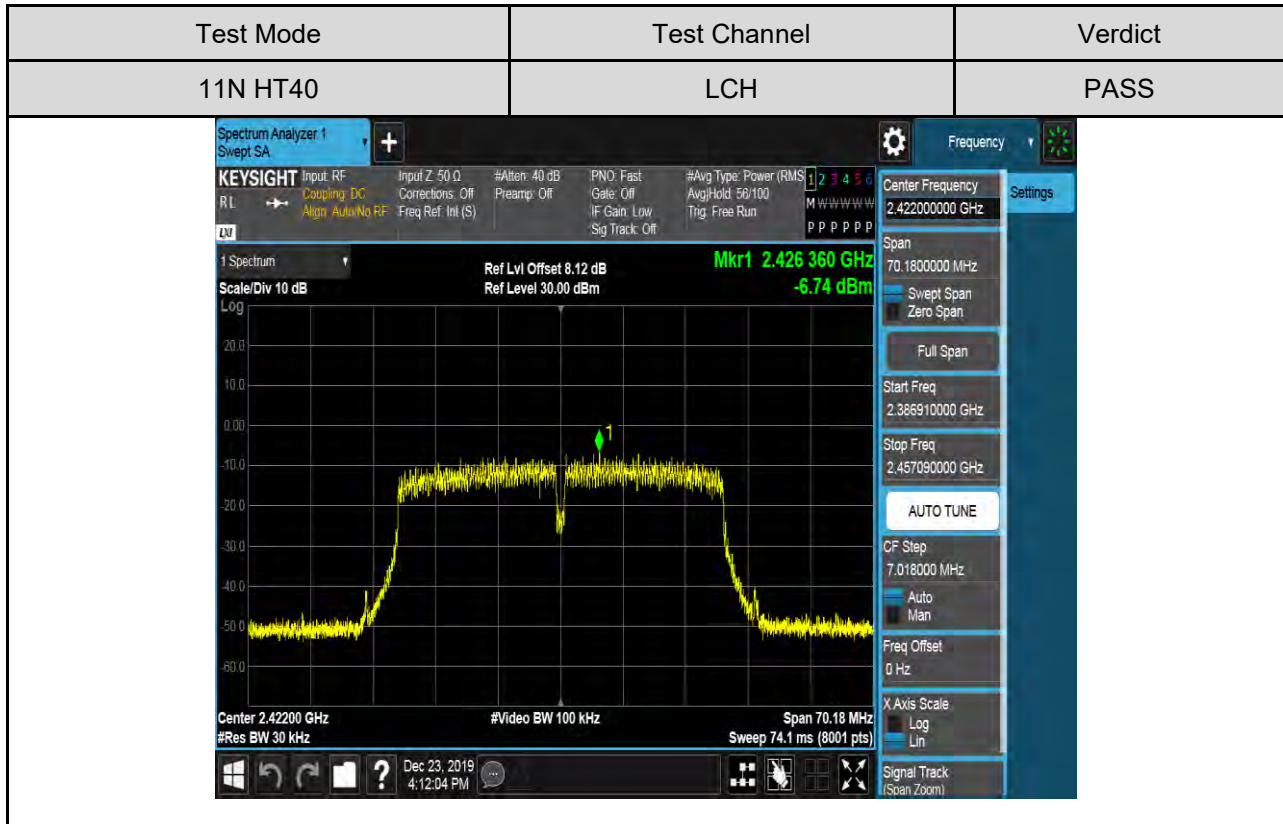 Test Mode Test Channel Verdict
11N HT40 LCH PASS
Spectrum Analyzer 1
Swept SA
+
Frequency
KEYSIGHT Input: RF Input Z: 50 Ω #Atten: 40 dB PNO: Fast #Avg Type: Power (RMS 1 2 3 4 5 6
RL Coupling: DC Corrections: Off Preamp: Off Gate: Off Avg|Hold: 56/100 M W W W W W
Align: Auto/No RF Freq Ref: Int (S) IF Gain: Low Trig: Free Run
LXI Sig Track: Off P P P P P P
Center Frequency
2.422000000 GHz
Settings
Span
70.1800000 MHz
Swept Span
Zero Span
Full Span
Start Freq
2.386910000 GHz
Stop Freq
2.457090000 GHz
AUTO TUNE
CF Step
7.018000 MHz
Auto
Man
Freq Offset
0 Hz
X Axis Scale
Log
Lin
Signal Track
(Span Zoom)
1 Spectrum
Ref Lvl Offset 8.12 dB
Mkr1 2.426 360 GHz
Scale/Div 10 dB
Ref Level 30.00 dBm
-6.74 dBm
Log
20.0
10.0
0.00
1
-10.0
-20.0
-30.0
-40.0
-50.0
-60.0
Center 2.42200 GHz #Video BW 100 kHz Span 70.18 MHz
#Res BW 30 kHz Sweep 74.1 ms (8001 pts)
? Dec 23, 2019
4:12:04 PM